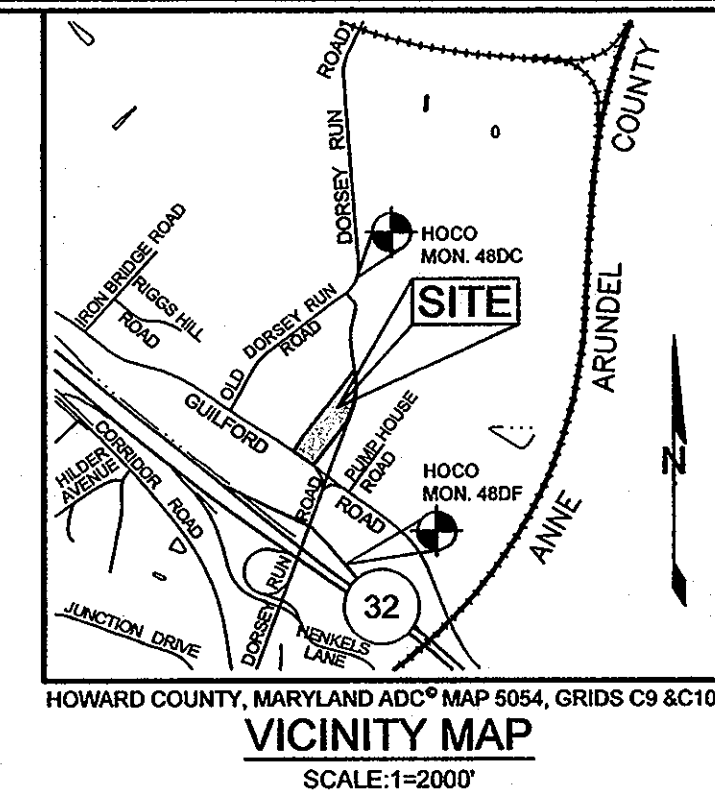 ROAD
DORSEY RUN
COUNTY
ARUNDEL
ANNE
HOCO
MON. 48DC
SITE
IRON BRIDGE ROAD
RIGGS HILL
ROAD
OLD DORSEY RUN
ROAD
GUILFORD
ROAD
PUMP HOUSE
ROAD
HOCO
MON. 48DF
CORRIDOR ROAD
HILDER
AVENUE
DORSEY RUN
ROAD
32
HENKELS
LANE
JUNCTION DRIVE
N
HOWARD COUNTY, MARYLAND ADC© MAP 5054, GRIDS C9 &C10
VICINITY MAP
SCALE:1=2000'